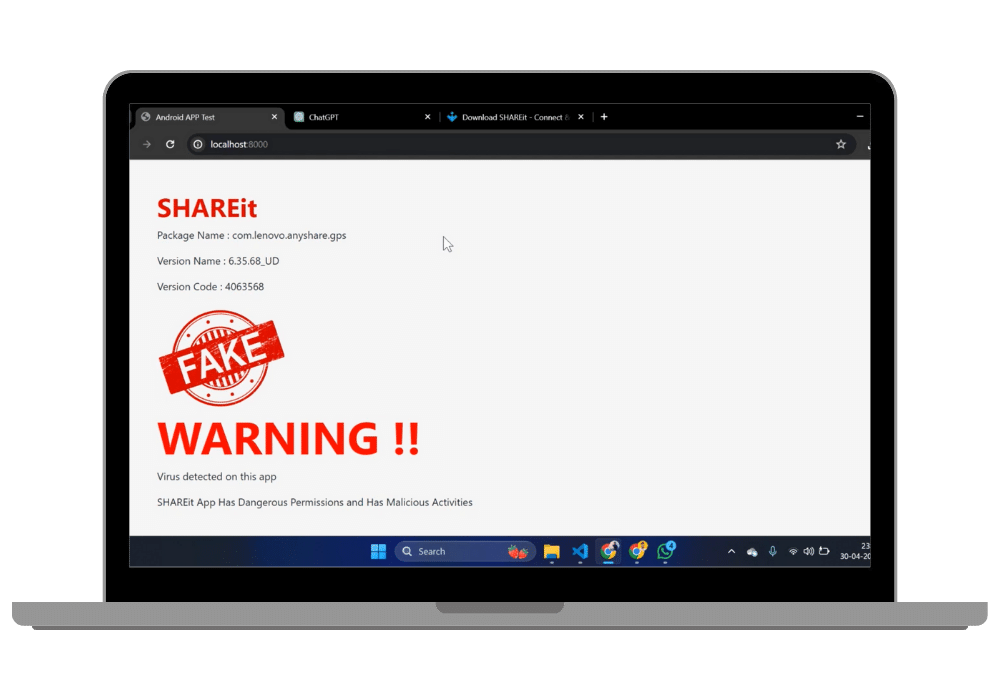 Android APP Test
ChatGPT
Download SHAREit - Connect &
localhost:8000
SHAREit
Package Name : com.lenovo.anyshare.gps
Version Name : 6.35.68_UD
Version Code : 4063568
FAKE
WARNING !!
Virus detected on this app
SHAREit App Has Dangerous Permissions and Has Malicious Activities
Search
23
30-04-20